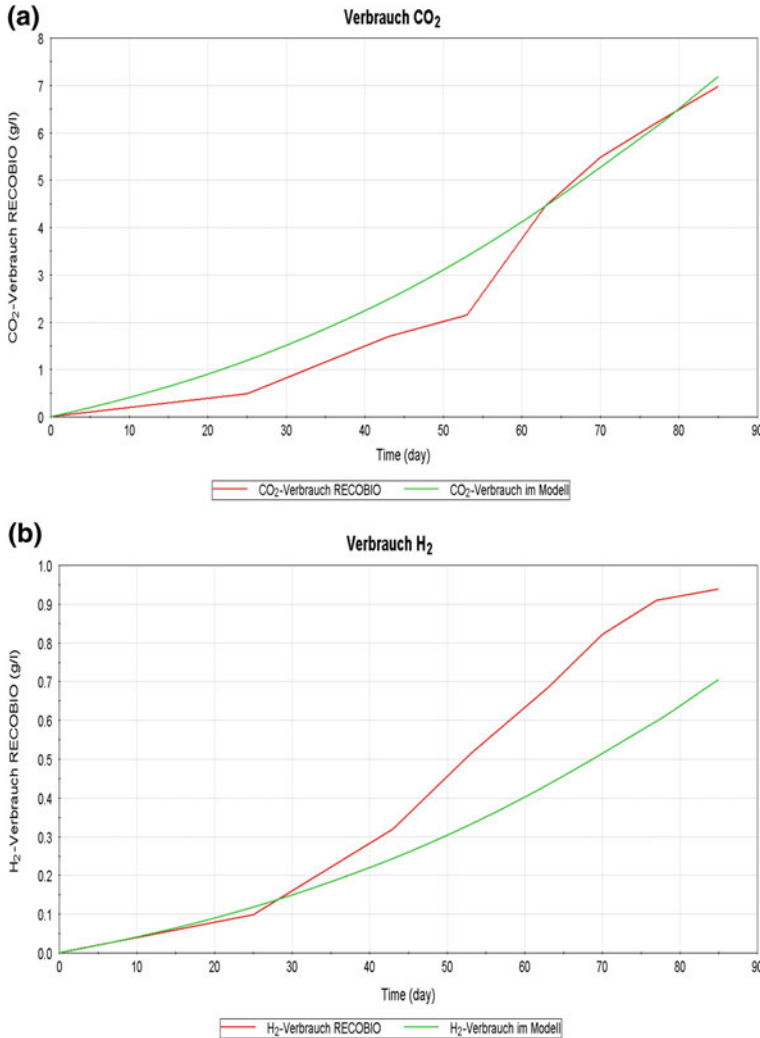 (a)
Verbrauch CO₂
CO₂-Verbrauch RECOBIO (g/l)
8
7
6
5
4
3
2
1
0
0 10 20 30 40 50 60 70 80 90
Time (day)
CO₂-Verbrauch RECOBIO CO₂-Verbrauch im Modell
(b)
Verbrauch H₂
H₂-Verbrauch RECOBIO (g/l)
1.0
0.9
0.8
0.7
0.6
0.5
0.4
0.3
0.2
0.1
0.0
0 10 20 30 40 50 60 70 80 90
Time (day)
H₂-Verbrauch RECOBIO H₂-Verbrauch im Modell